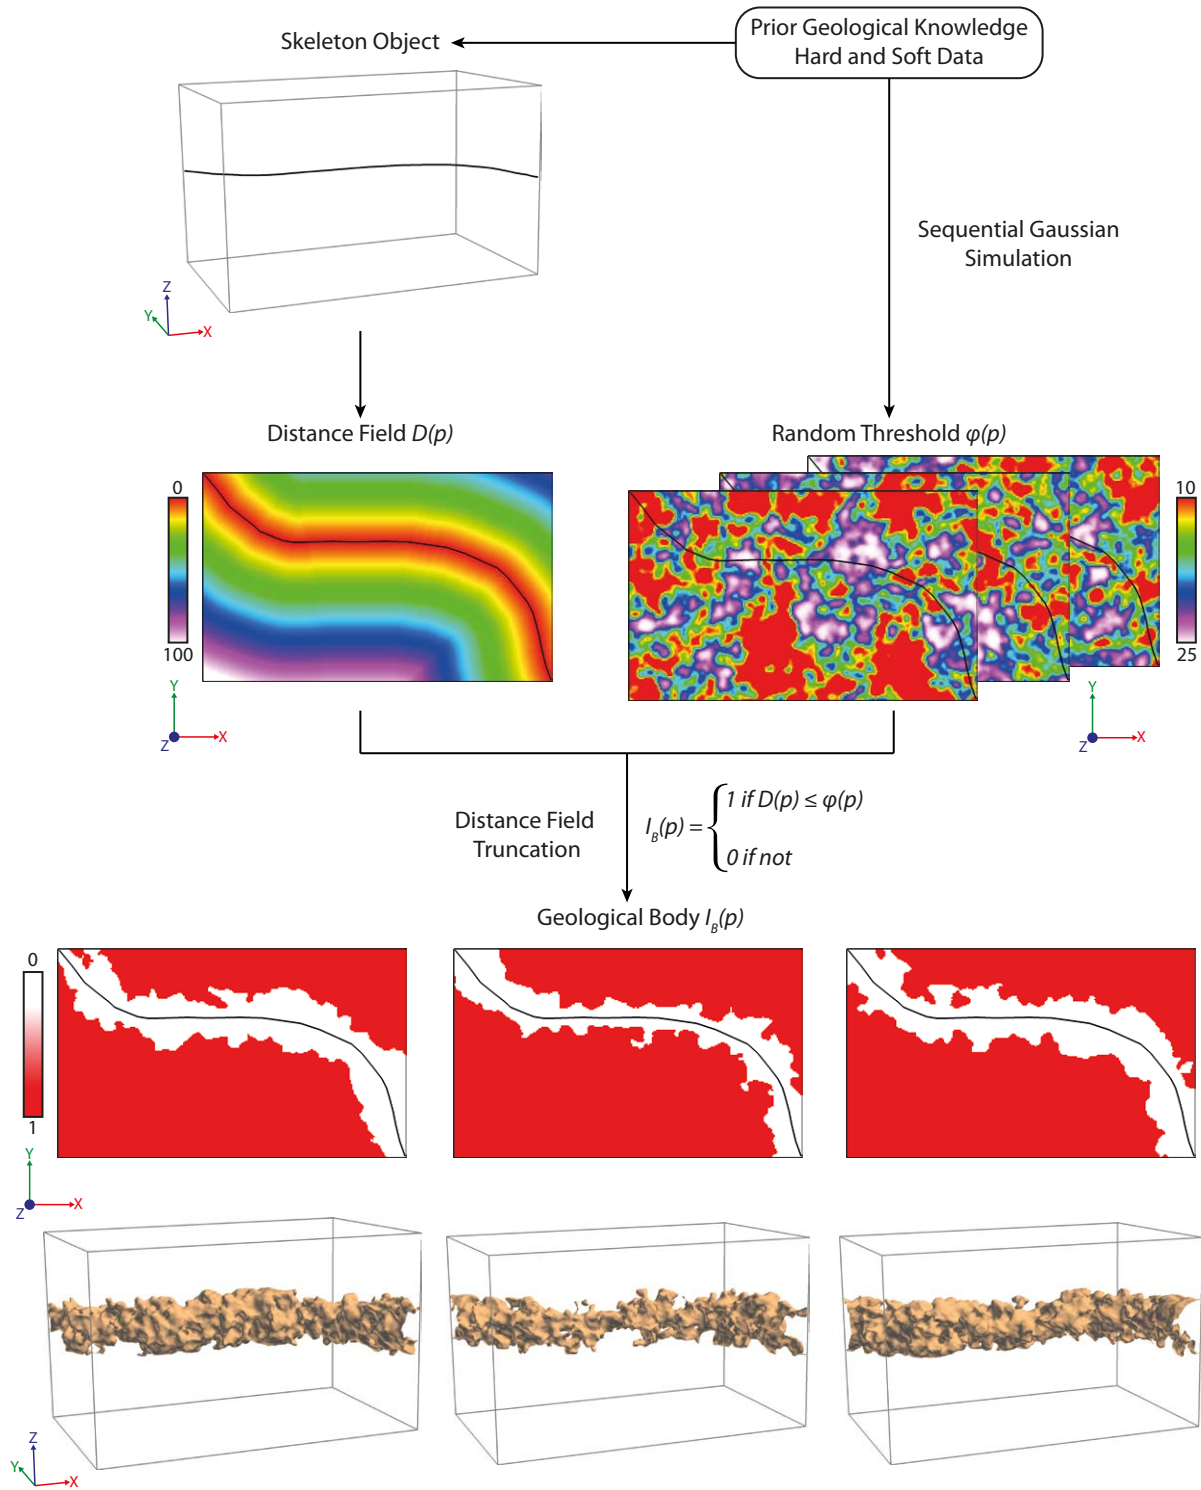 Prior Geological Knowledge
Hard and Soft Data
Skeleton Object
Z
Y
X
Sequential Gaussian
Simulation
Distance Field D(p)
Random Threshold φ(p)
0
100
10
25
Y
Z
X
Y
Z
X
Distance Field
Truncation
I_B(p) = { 1 if D(p) ≤ φ(p)
0 if not
Geological Body I_B(p)
0
1
Y
Z
X
Z
Y
X